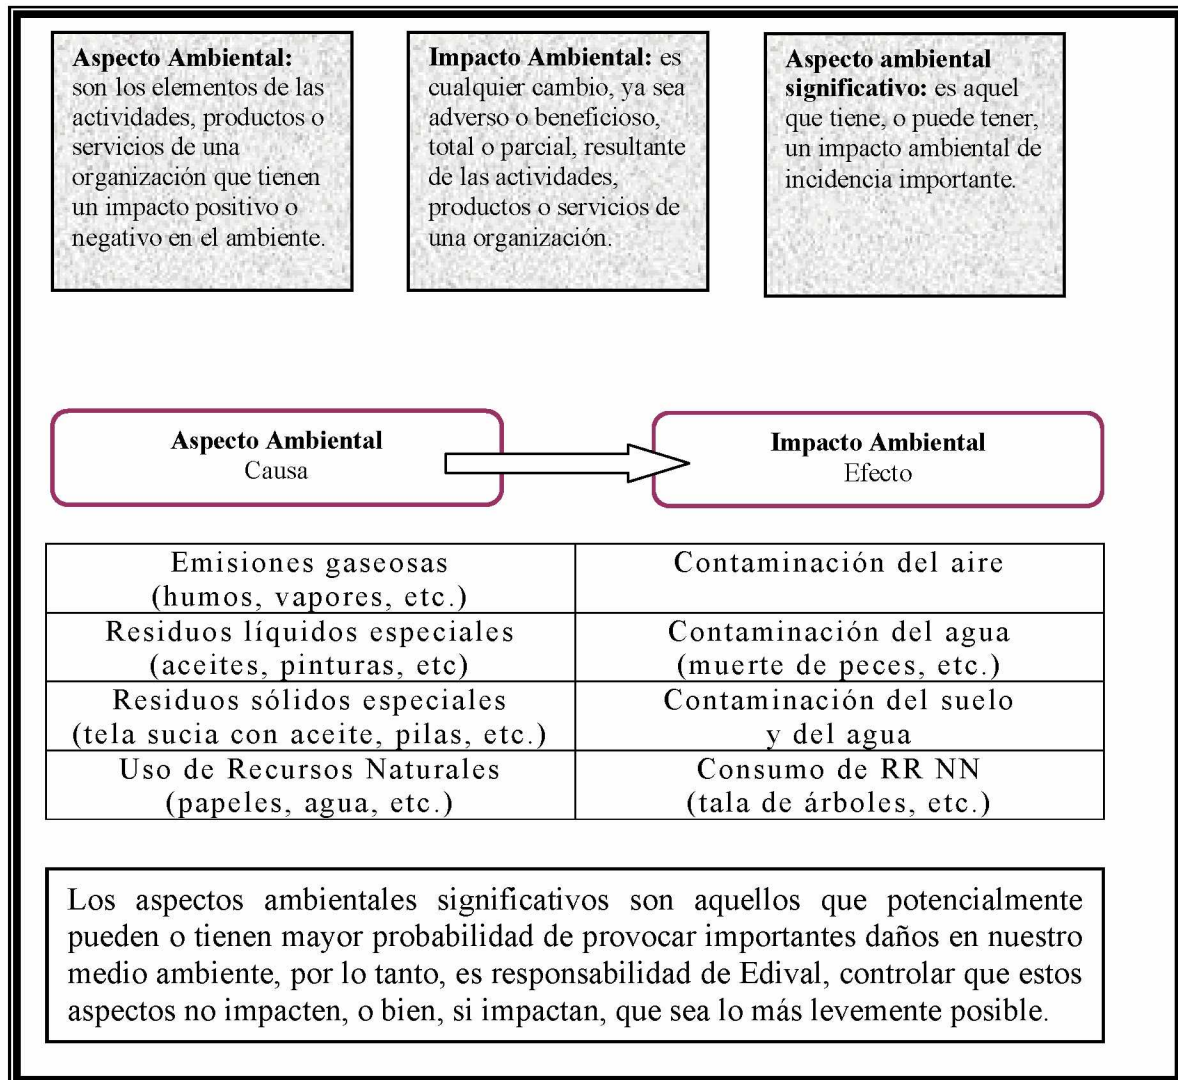 Aspecto Ambiental:
son los elementos de las
actividades, productos o
servicios de una
organización que tienen
un impacto positivo o
negativo en el ambiente.
Impacto Ambiental: es
cualquier cambio, ya sea
adverso o beneficioso,
total o parcial, resultante
de las actividades,
productos o servicios de
una organización.
Aspecto ambiental
significativo: es aquel
que tiene, o puede tener,
un impacto ambiental de
incidencia importante.
Aspecto Ambiental
Causa
Impacto Ambiental
Efecto
Emisiones gaseosas
(humos, vapores, etc.)
Contaminación del aire
Residuos líquidos especiales
(aceites, pinturas, etc)
Contaminación del agua
(muerte de peces, etc.)
Residuos sólidos especiales
(tela sucia con aceite, pilas, etc.)
Contaminación del suelo
y del agua
Uso de Recursos Naturales
(papeles, agua, etc.)
Consumo de RR NN
(tala de árboles, etc.)
Los aspectos ambientales significativos son aquellos que potencialmente
pueden o tienen mayor probabilidad de provocar importantes daños en nuestro
medio ambiente, por lo tanto, es responsabilidad de Edival, controlar que estos
aspectos no impacten, o bien, si impactan, que sea lo más levemente posible.